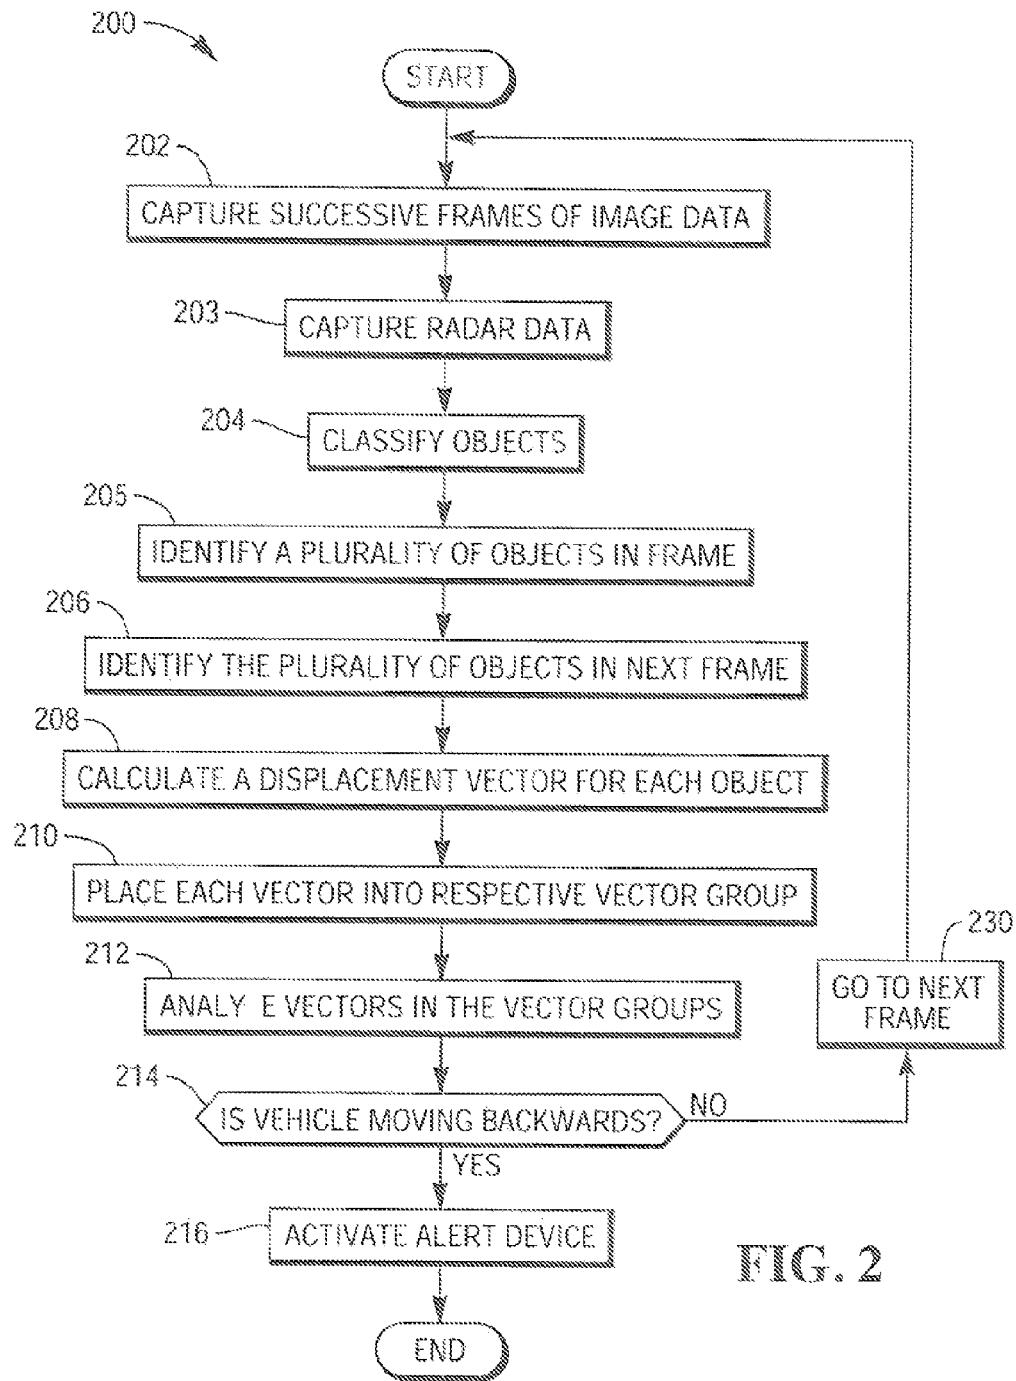 200
START
202
CAPTURE SUCCESSIVE FRAMES OF IMAGE DATA
203
CAPTURE RADAR DATA
204
CLASSIFY OBJECTS
205
IDENTIFY A PLURALITY OF OBJECTS IN FRAME
206
IDENTIFY THE PLURALITY OF OBJECTS IN NEXT FRAME
208
CALCULATE A DISPLACEMENT VECTOR FOR EACH OBJECT
210
PLACE EACH VECTOR INTO RESPECTIVE VECTOR GROUP
212
ANALY E VECTORS IN THE VECTOR GROUPS
230
GO TO NEXT
FRAME
214
IS VEHICLE MOVING BACKWARDS?
NO
YES
216
ACTIVATE ALERT DEVICE
END
FIG. 2